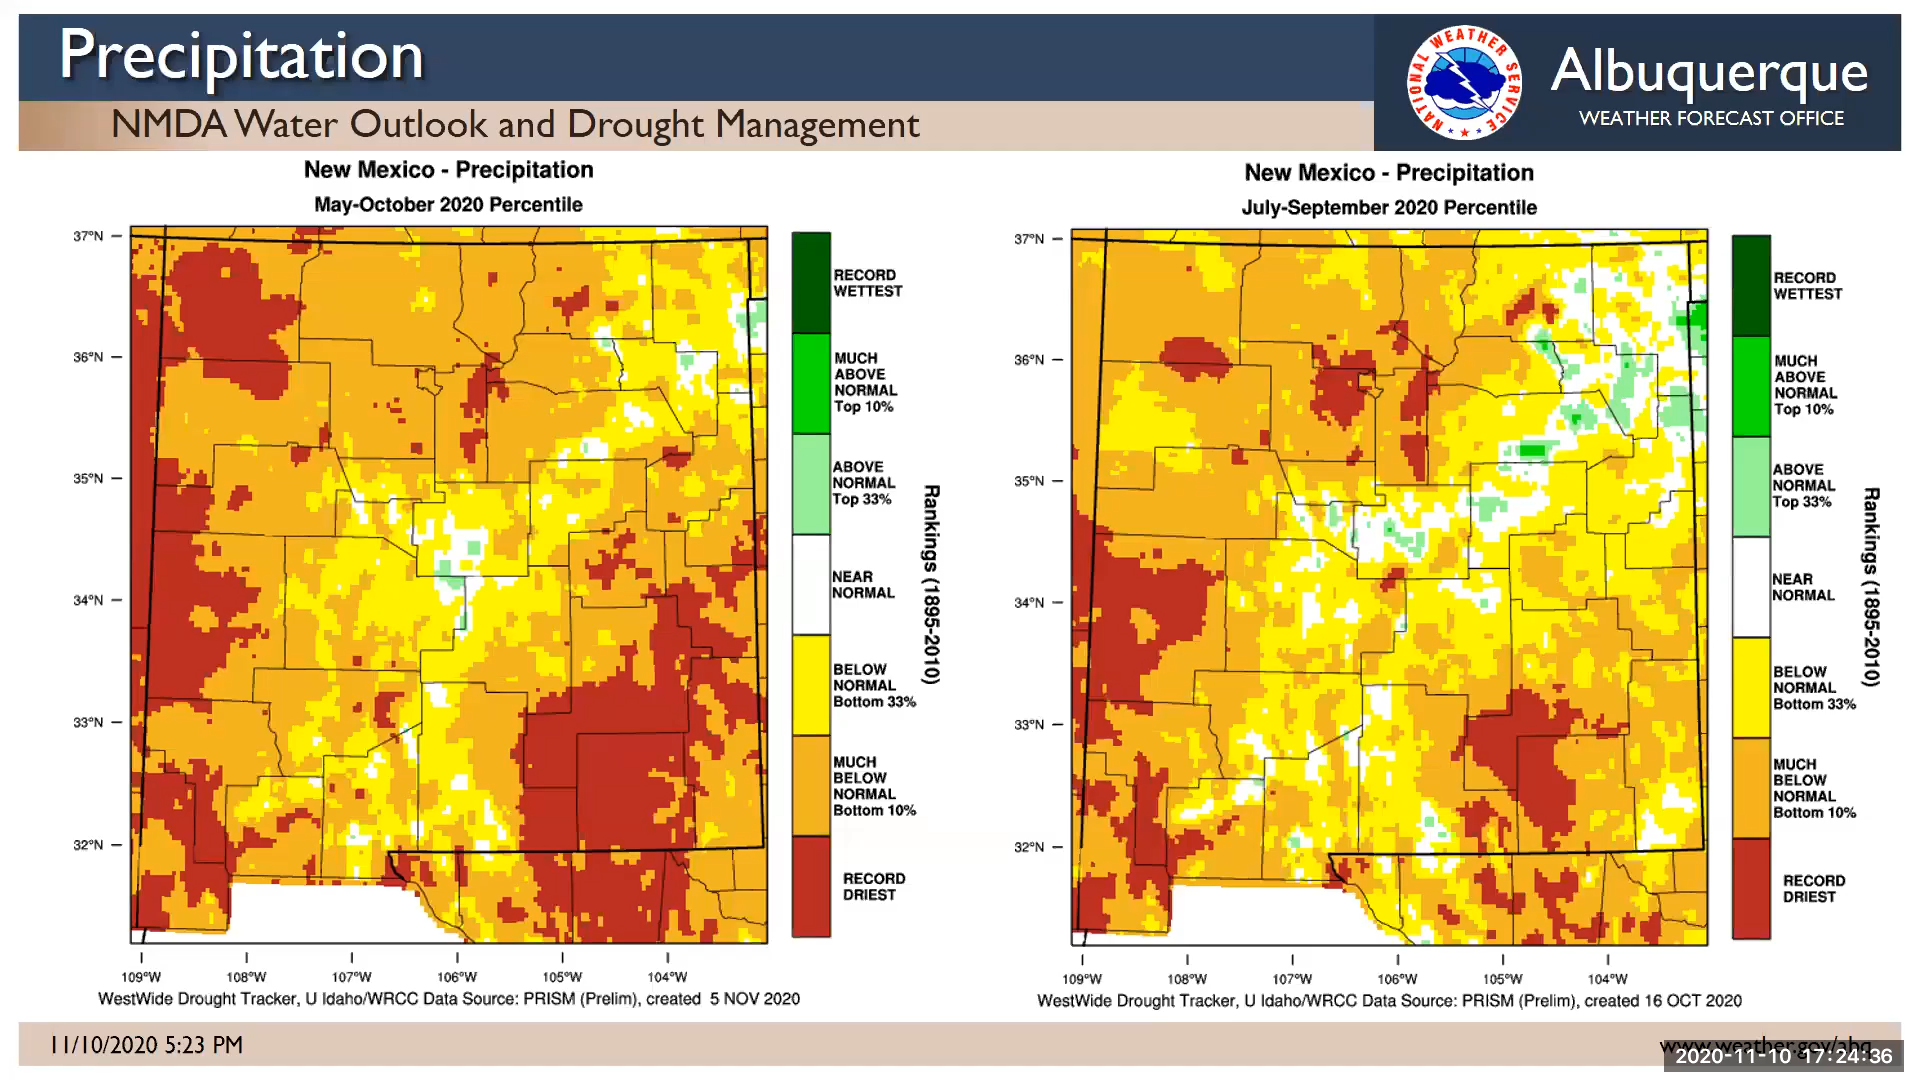 Precipitation
NATIONAL WEATHER SERVICE
Albuquerque
WEATHER FORECAST OFFICE
NMDA Water Outlook and Drought Management
New Mexico - Precipitation
May-October 2020 Percentile
37°N
36°N
35°N
34°N
33°N
32°N
109°W 108°W 107°W 106°W 105°W 104°W
RECORD
WETTEST
MUCH
ABOVE
NORMAL
Top 10%
ABOVE
NORMAL
Top 33%
NEAR
NORMAL
BELOW
NORMAL
Bottom 33%
MUCH
BELOW
NORMAL
Bottom 10%
RECORD
DRIEST
Rankings (1895-2010)
WestWide Drought Tracker, U Idaho/WRCC Data Source: PRISM (Prelim), created 5 NOV 2020
New Mexico - Precipitation
July-September 2020 Percentile
37°N
36°N
35°N
34°N
33°N
32°N
109°W 108°W 107°W 106°W 105°W 104°W
RECORD
WETTEST
MUCH
ABOVE
NORMAL
Top 10%
ABOVE
NORMAL
Top 33%
NEAR
NORMAL
BELOW
NORMAL
Bottom 33%
MUCH
BELOW
NORMAL
Bottom 10%
RECORD
DRIEST
Rankings (1895-2010)
WestWide Drought Tracker, U Idaho/WRCC Data Source: PRISM (Prelim), created 16 OCT 2020
11/10/2020 5:23 PM
www.weather.gov/abq
2020-11-10 17:24:36